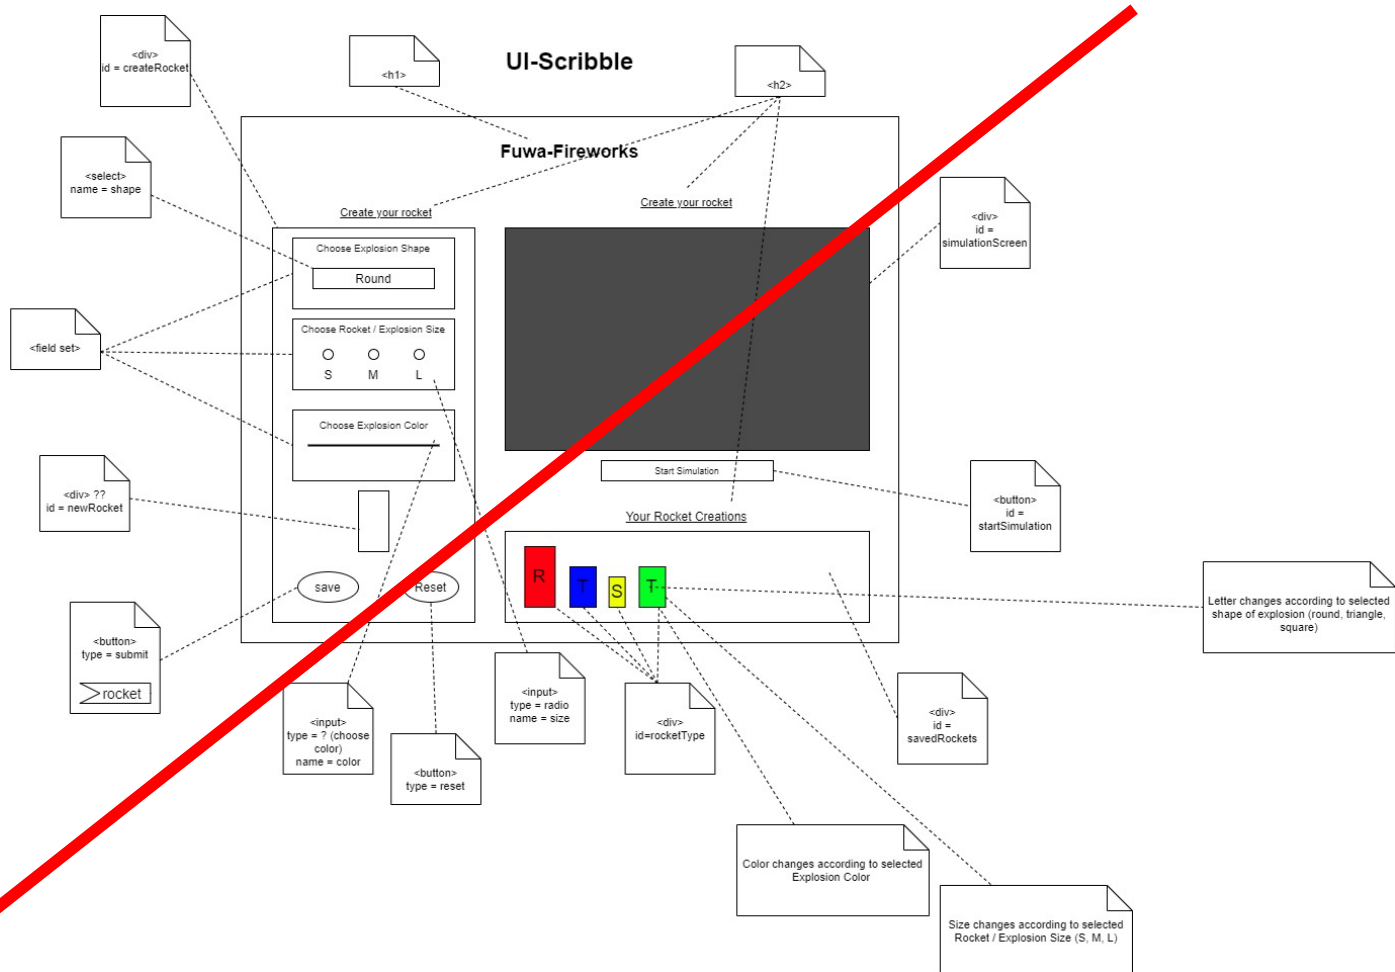 UI-Scribble
<div>
id = createRocket
<h1>
<h2>
Fuwa-Fireworks
<select>
name = shape
Create your rocket
Create your rocket
<div>
id =
simulationScreen
Choose Explosion Shape
Round
<field set>
Choose Rocket / Explosion Size
S M L
Choose Explosion Color
<div> ??
id = newRocket
Start Simulation
<button>
id =
startSimulation
Your Rocket Creations
R T S T
save
Reset
Letter changes according to selected
shape of explosion (round, triangle,
square)
<button>
type = submit
rocket
<input>
type = ? (choose
color)
name = color
<button>
type = reset
<input>
type = radio
name = size
<div>
id=rocketType
<div>
id =
savedRockets
Color changes according to selected
Explosion Color
Size changes according to selected
Rocket / Explosion Size (S, M, L)